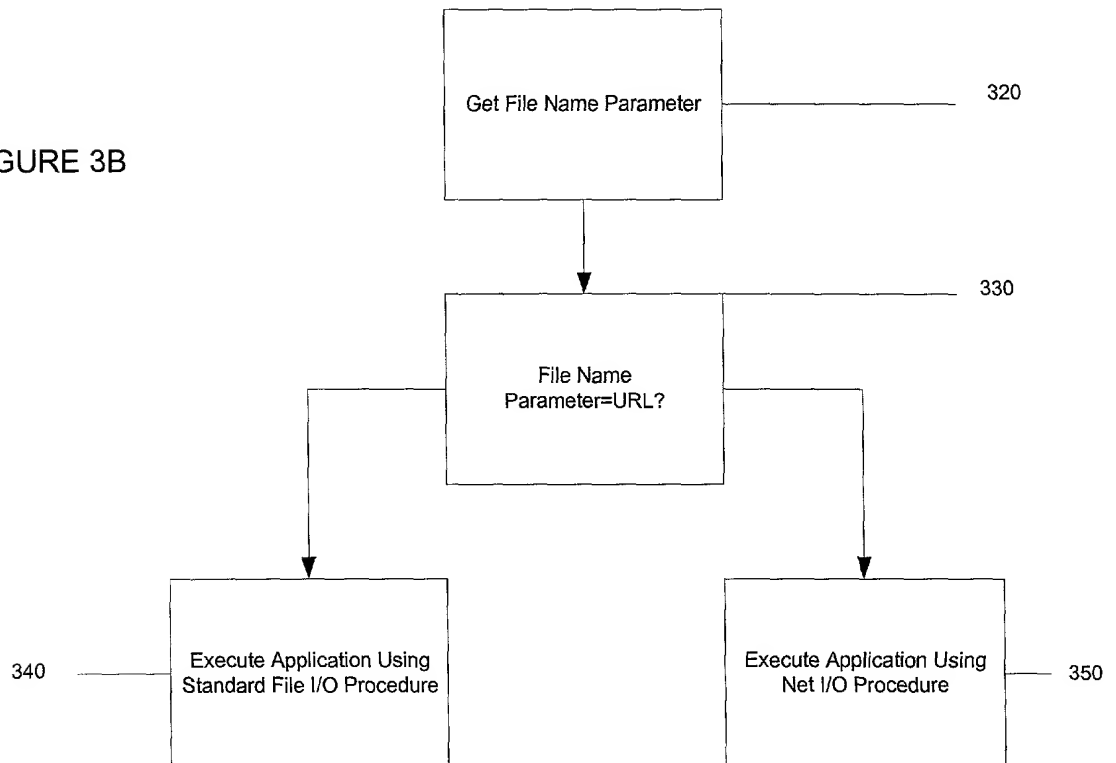 Get File Name Parameter
320
GURE 3B
330
File Name
Parameter=URL?
340
Execute Application Using
Standard File I/O Procedure
Execute Application Using
Net I/O Procedure
350